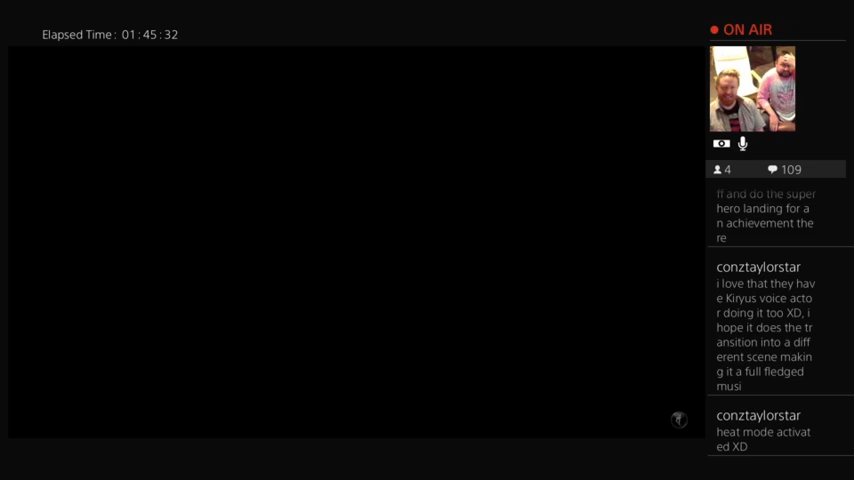 Elapsed Time: 01:45:32
ON AIR
4 109
ff and do the super
hero landing for a
n achievement the
re
conztaylorstar
i love that they hav
e Kiryus voice acto
r doing it too XD, i
hope it does the tr
ansition into a diff
erent scene makin
g it a full fledged
musi
conztaylorstar
heat mode activat
ed XD